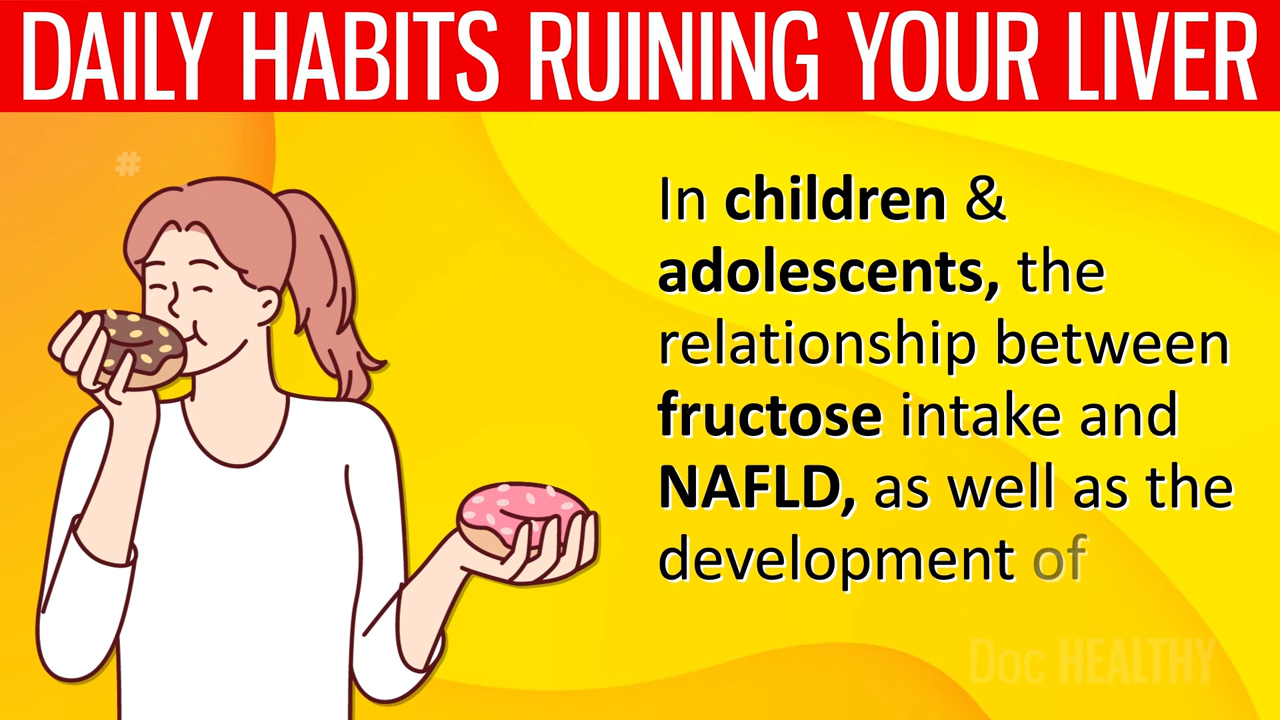 DAILY HABITS RUINING YOUR LIVER
#
In children &
adolescents, the
relationship between
fructose intake and
NAFLD, as well as the
development of
Doc HEALTHY